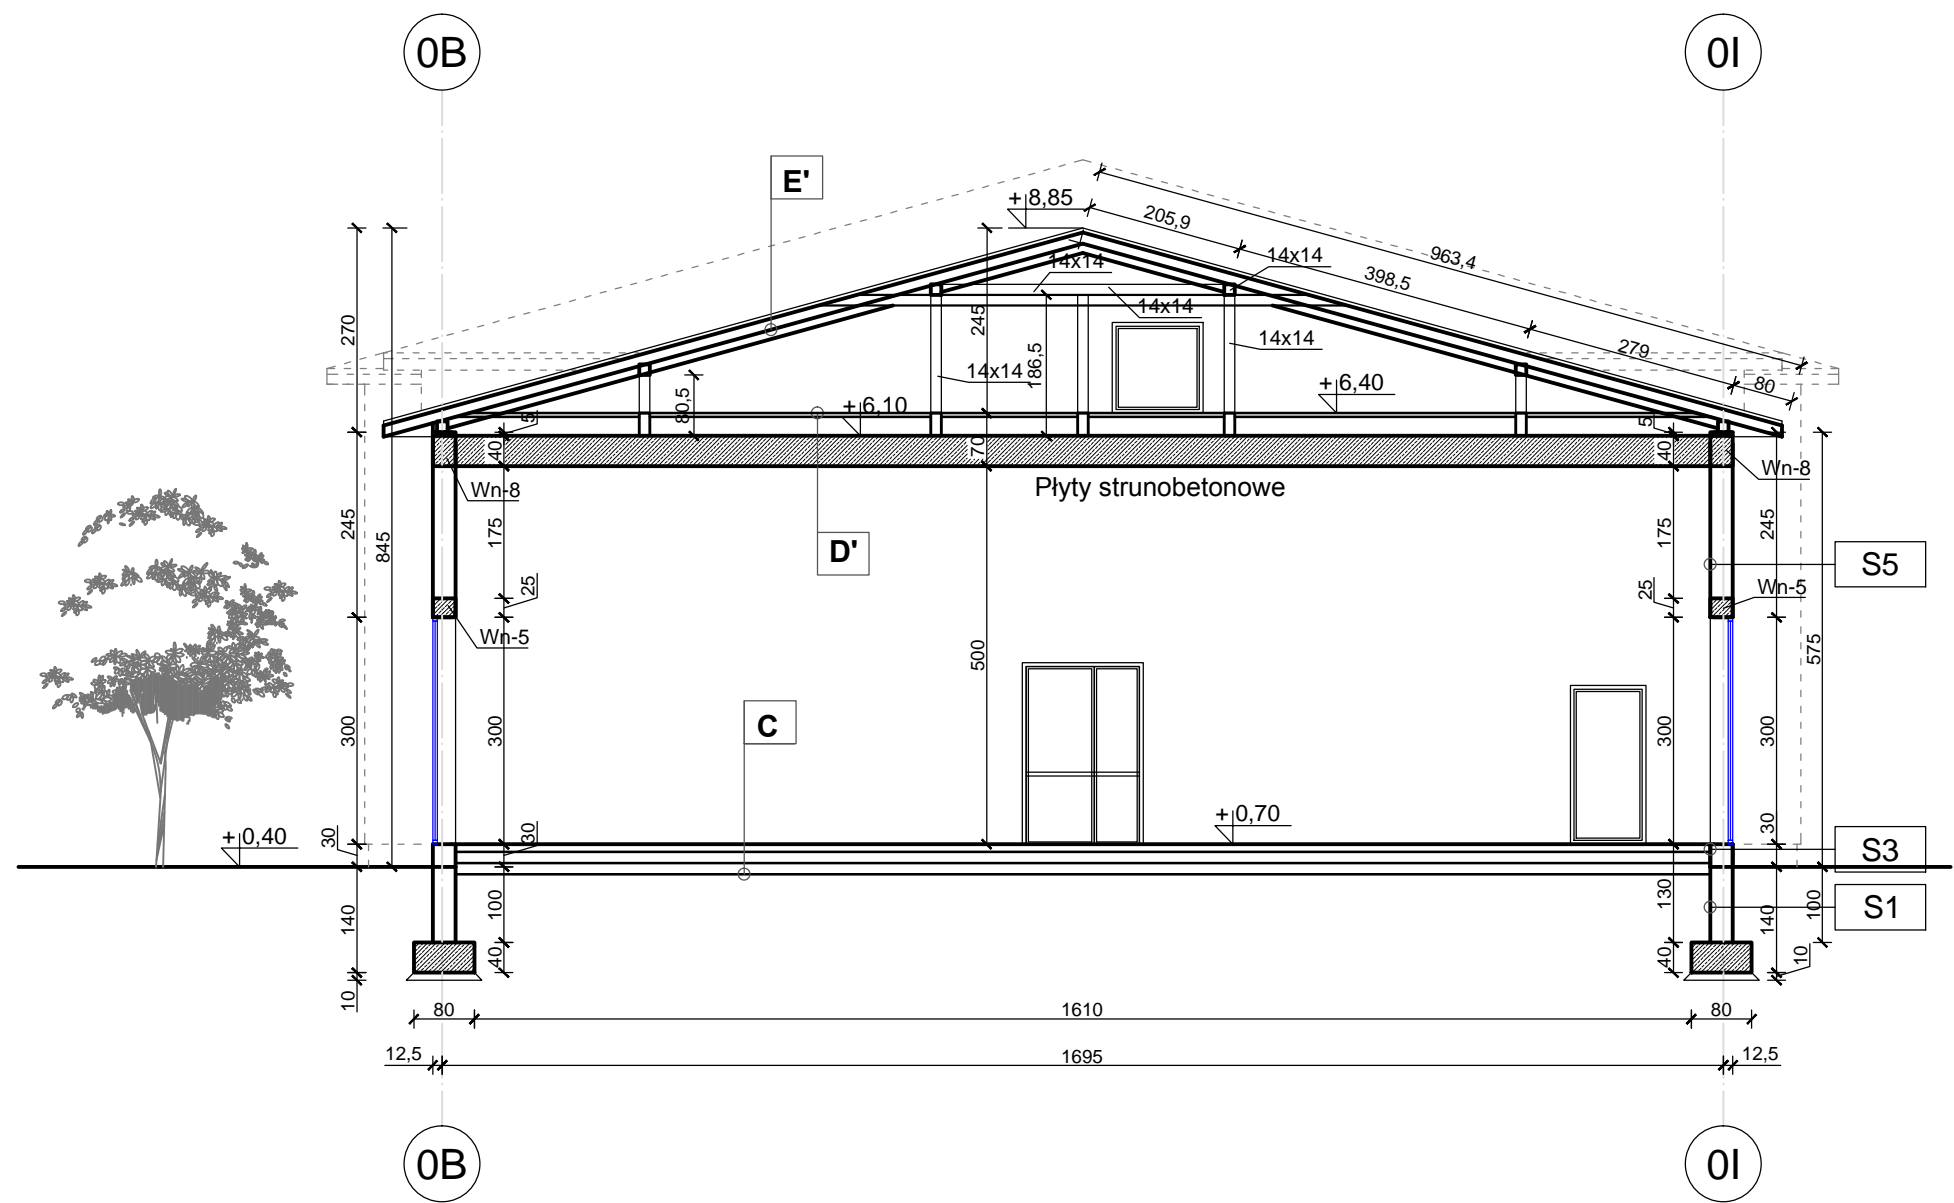 0B
0I
E'
+8,85
205,9
963,4
14x14
14x14
398,5
14x14
270
245
186,5
14x14
14x14
279
80
80,5
+6,40
+6,10
5
5
40
70
40
Wn-8
Wn-8
Płyty strunobetonowe
245
845
175
175
245
D'
S5
25
25
Wn-5
Wn-5
500
575
C
300
300
300
300
+0,40
30
30
+0,70
30
S3
140
100
130
140
100
S1
40
40
10
10
80
1610
80
12,5
1695
12,5
0B
0I